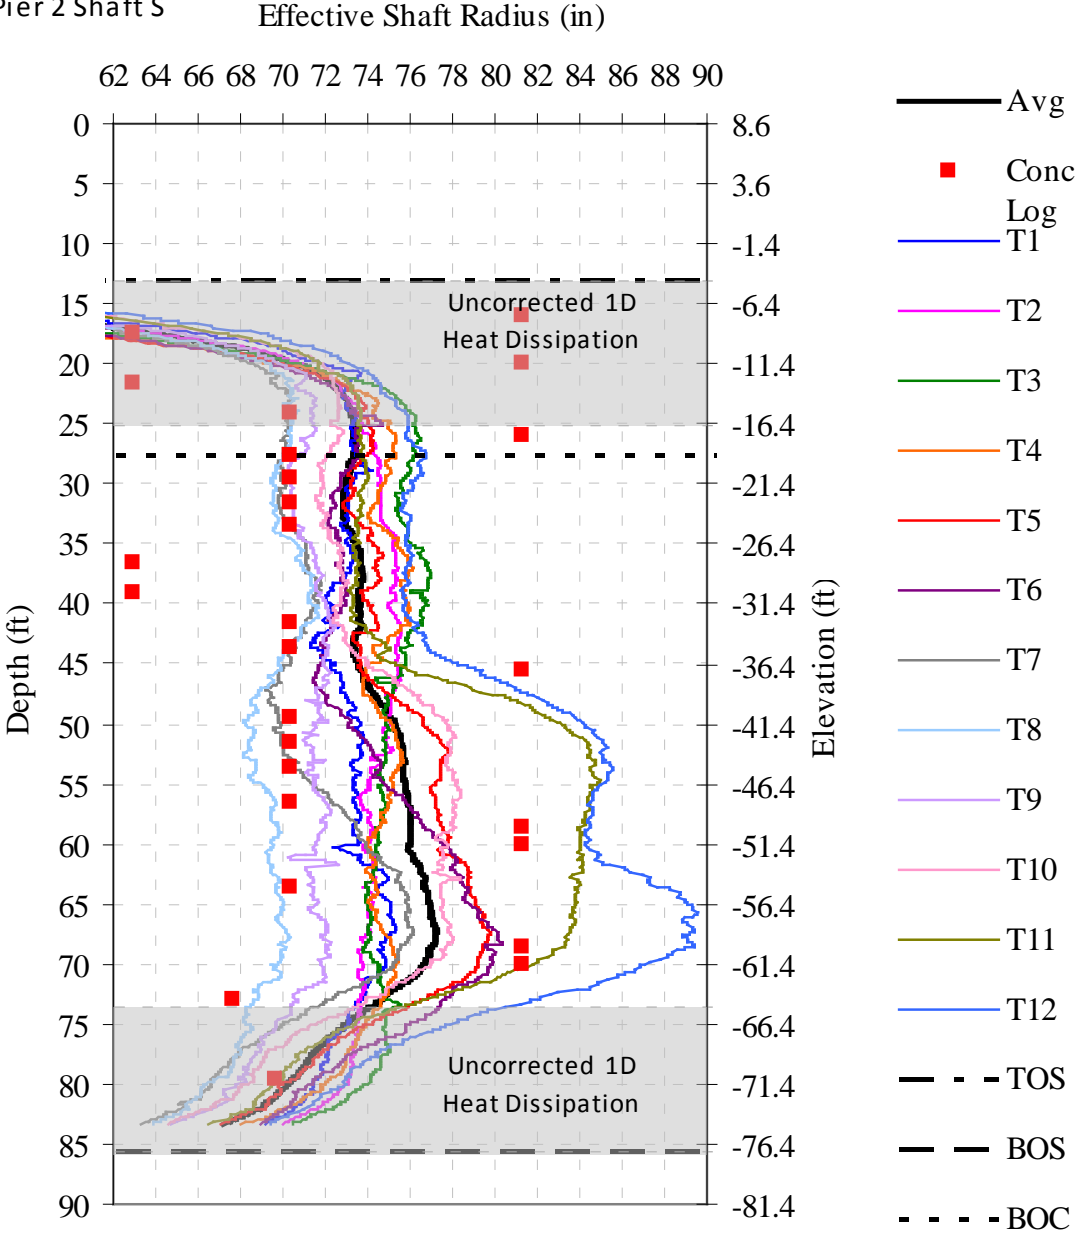 Pier 2 Shaft S
Effective Shaft Radius (in)
62 64 66 68 70 72 74 76 78 80 82 84 86 88 90
0 8.6
5 3.6
10 -1.4
15 -6.4
20 -11.4
25 -16.4
30 -21.4
35 -26.4
40 -31.4
45 -36.4
50 -41.4
55 -46.4
60 -51.4
65 -56.4
70 -61.4
75 -66.4
80 -71.4
85 -76.4
90 -81.4
Depth (ft)
Elevation (ft)
Uncorrected 1D
Heat Dissipation
Uncorrected 1D
Heat Dissipation
Avg
Conc
Log
T1
T2
T3
T4
T5
T6
T7
T8
T9
T10
T11
T12
TOS
BOS
BOC